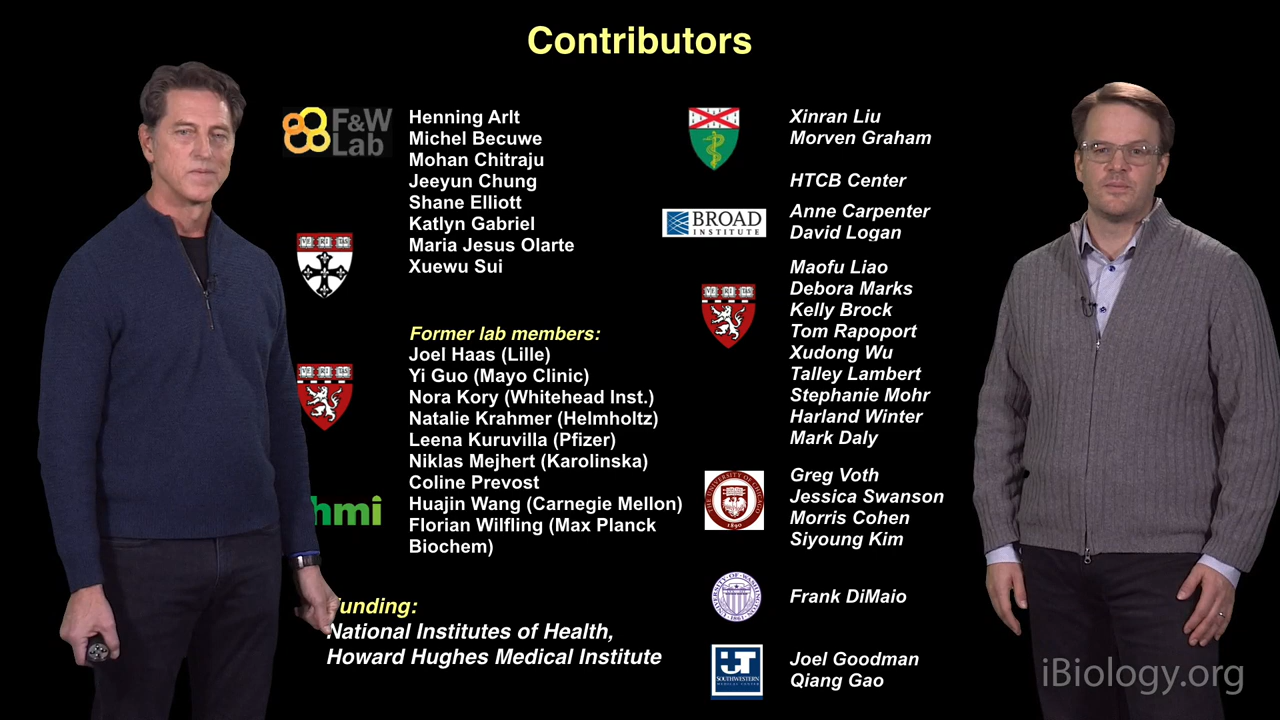 Contributors
F&W
Lab
Henning Arlt
Michel Becuwe
Mohan Chitraju
Jeeyun Chung
Shane Elliott
Katlyn Gabriel
Maria Jesus Olarte
Xuewu Sui
Former lab members:
Joel Haas (Lille)
Yi Guo (Mayo Clinic)
Nora Kory (Whitehead Inst.)
Natalie Krahmer (Helmholtz)
Leena Kuruvilla (Pfizer)
Niklas Mejhert (Karolinska)
Coline Prevost
Huajin Wang (Carnegie Mellon)
Florian Wilfling (Max Planck
Biochem)
hmi
unding:
National Institutes of Health,
Howard Hughes Medical Institute
Xinran Liu
Morven Graham
HTCB Center
BROAD
INSTITUTE
Anne Carpenter
David Logan
Maofu Liao
Debora Marks
Kelly Brock
Tom Rapoport
Xudong Wu
Talley Lambert
Stephanie Mohr
Harland Winter
Mark Daly
Greg Voth
Jessica Swanson
Morris Cohen
Siyoung Kim
Frank DiMaio
UT
SOUTHWESTERN
MEDICAL CENTER
Joel Goodman
Qiang Gao
iBiology.org